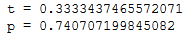 t = 0.3333437465572071
p = 0.740707199845082